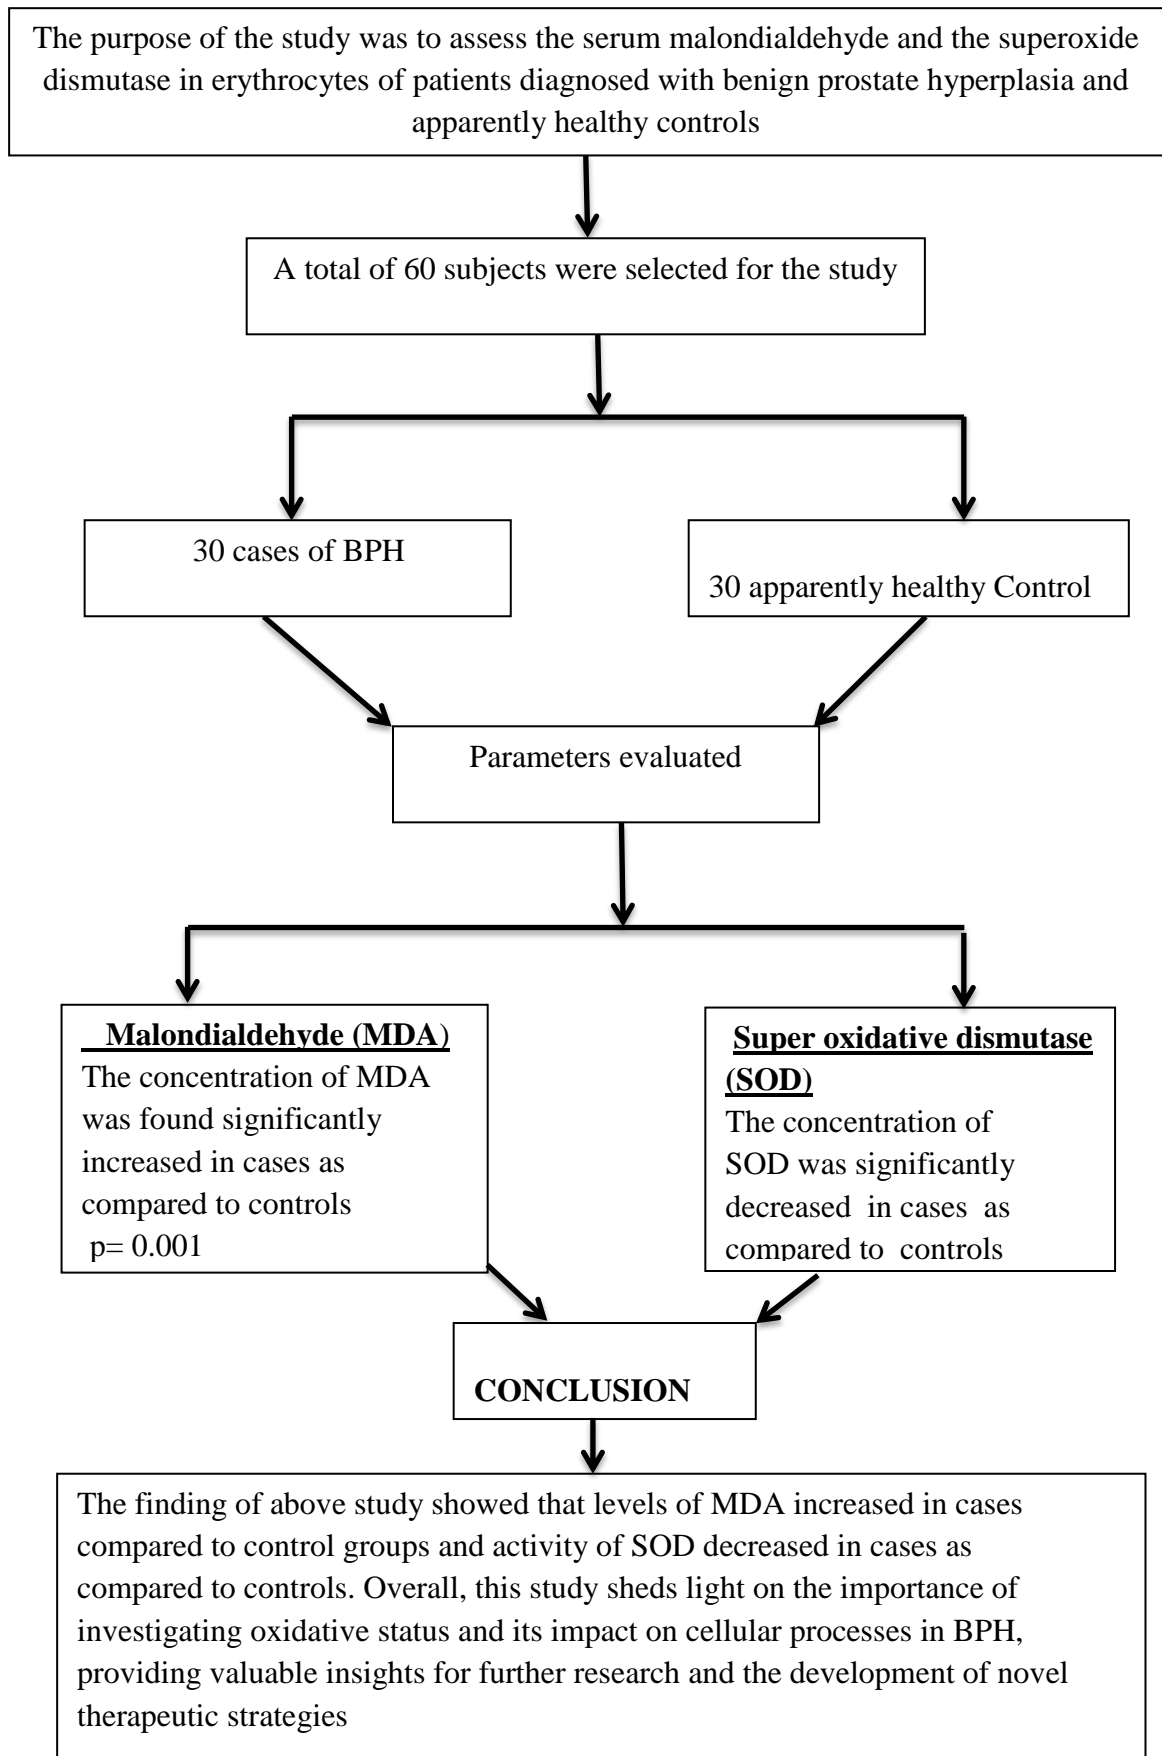 The purpose of the study was to assess the serum malondialdehyde and the superoxide
dismutase in erythrocytes of patients diagnosed with benign prostate hyperplasia and
apparently healthy controls
A total of 60 subjects were selected for the study
30 cases of BPH
30 apparently healthy Control
Parameters evaluated
Malondialdehyde (MDA)
The concentration of MDA
was found significantly
increased in cases as
compared to controls
p= 0.001
Super oxidative dismutase
(SOD)
The concentration of
SOD was significantly
decreased in cases as
compared to controls
CONCLUSION
The finding of above study showed that levels of MDA increased in cases
compared to control groups and activity of SOD decreased in cases as
compared to controls. Overall, this study sheds light on the importance of
investigating oxidative status and its impact on cellular processes in BPH,
providing valuable insights for further research and the development of novel
therapeutic strategies